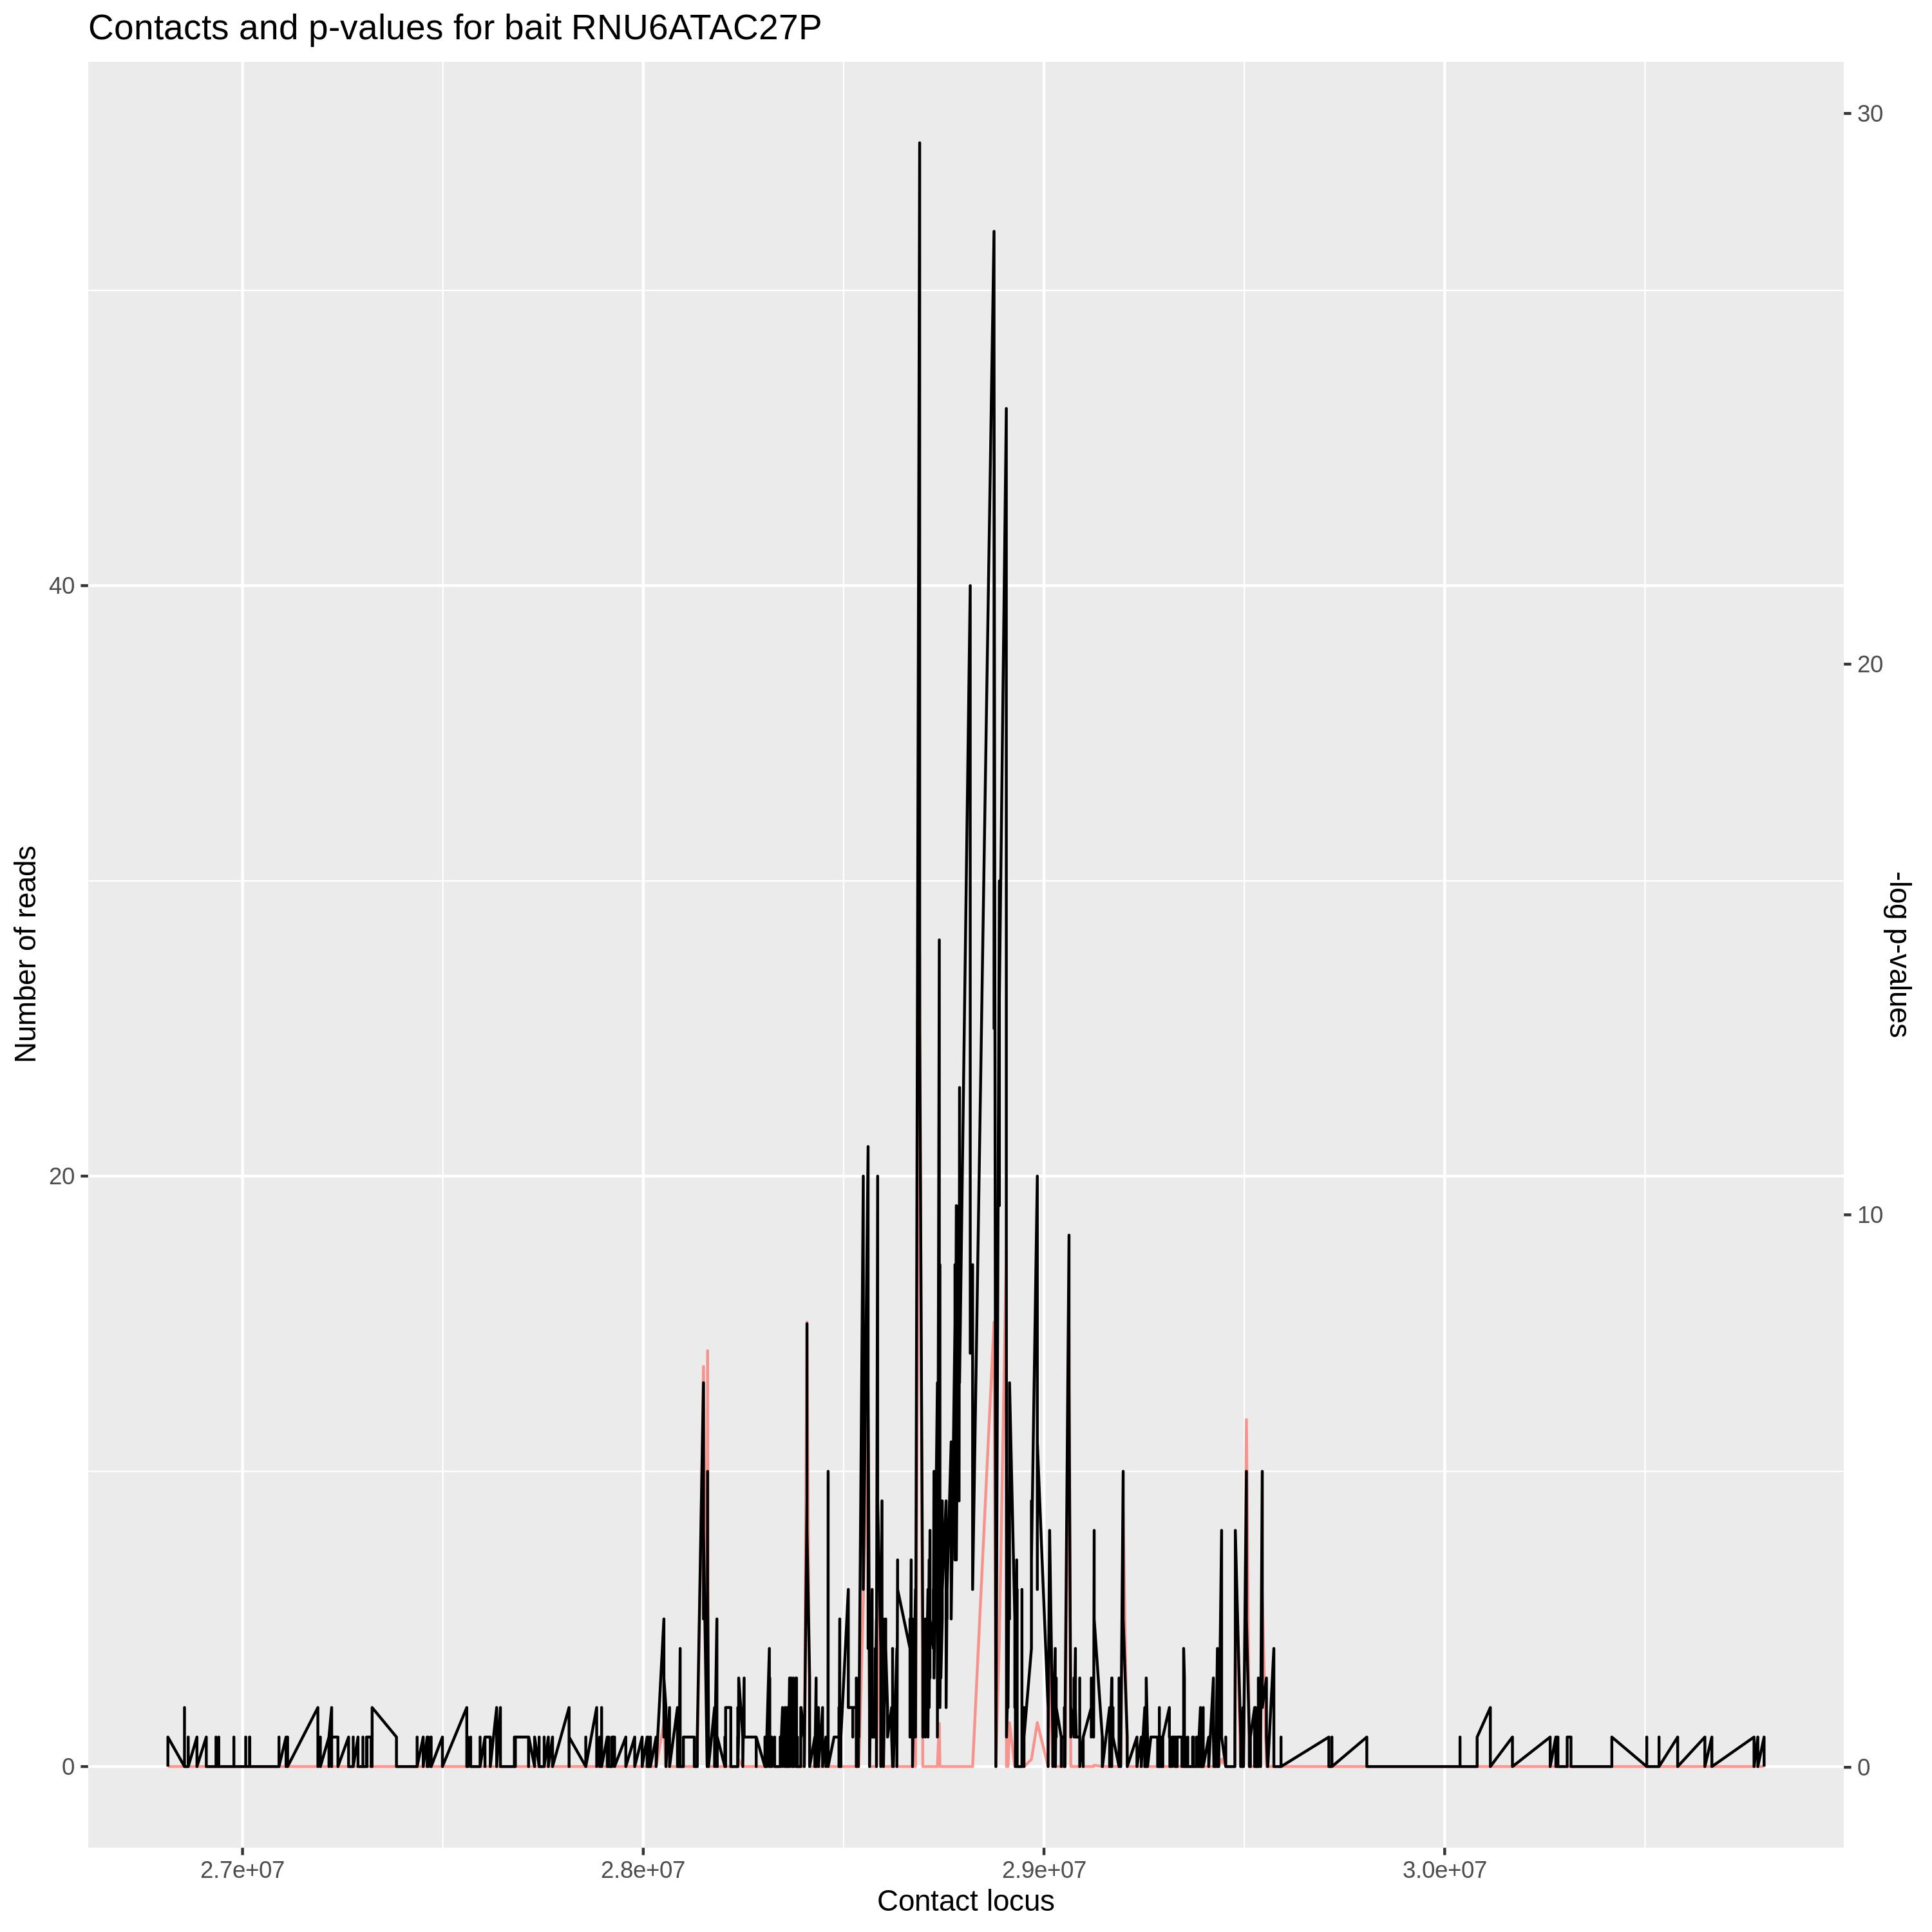 Contacts and p-values for bait RNU6ATAC27P
30
40
20
20
10
0
0
Number of reads
-log p-values
2.7e+07
2.8e+07
2.9e+07
3.0e+07
Contact locus